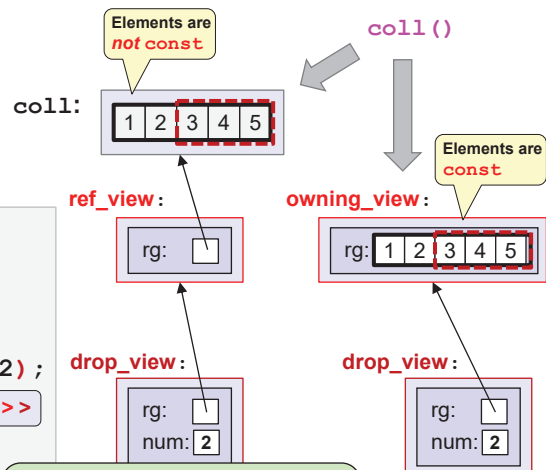 Elements are
not const
coll()
coll:
1 2 3 4 5
Elements are
const
ref_view:
owning_view:
rg:
rg: 1 2 3 4 5
2);
>>
drop_view:
drop_view:
rg:
num: 2
rg:
num: 2